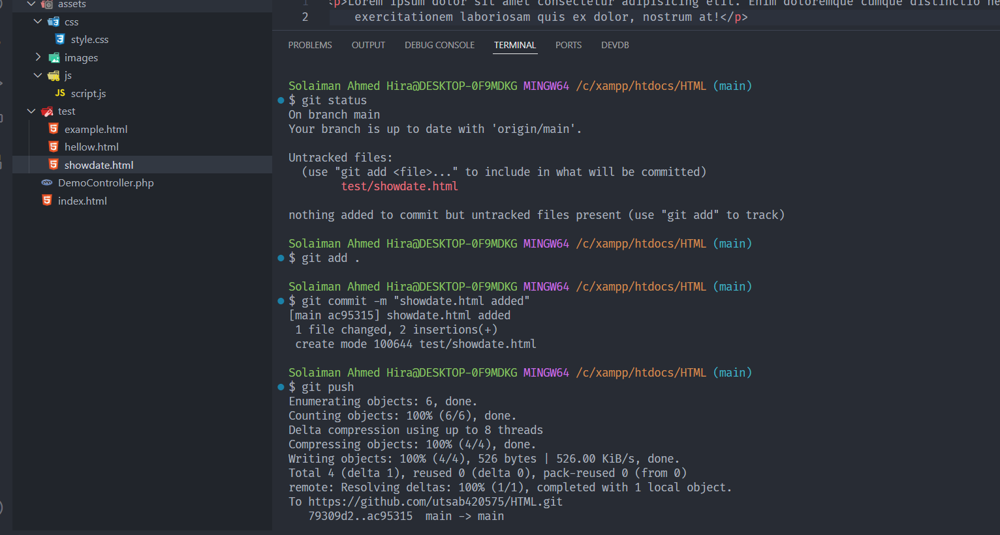 assets
css
style.css
images
js
JS script.js
test
example.html
hellow.html
showdate.html
DemoController.php
index.html
1 <p>Lorem ipsum dolor sit amet consectetur adipisicing elit. Enim doloremque cumque distinctio
2 exercitationem laboriosam quis ex dolor, nostrum at!</p>
PROBLEMS OUTPUT DEBUG CONSOLE TERMINAL PORTS DEVDB
Solaiman Ahmed Hira@DESKTOP-0F9MDKG MINGW64 /c/xampp/htdocs/HTML (main)
$ git status
On branch main
Your branch is up to date with 'origin/main'.
Untracked files:
(use "git add <file>..." to include in what will be committed)
test/showdate.html
nothing added to commit but untracked files present (use "git add" to track)
Solaiman Ahmed Hira@DESKTOP-0F9MDKG MINGW64 /c/xampp/htdocs/HTML (main)
$ git add .
Solaiman Ahmed Hira@DESKTOP-0F9MDKG MINGW64 /c/xampp/htdocs/HTML (main)
$ git commit -m "showdate.html added"
[main ac95315] showdate.html added
1 file changed, 2 insertions(+)
create mode 100644 test/showdate.html
Solaiman Ahmed Hira@DESKTOP-0F9MDKG MINGW64 /c/xampp/htdocs/HTML (main)
$ git push
Enumerating objects: 6, done.
Counting objects: 100% (6/6), done.
Delta compression using up to 8 threads
Compressing objects: 100% (4/4), done.
Writing objects: 100% (4/4), 526 bytes | 526.00 KiB/s, done.
Total 4 (delta 1), reused 0 (delta 0), pack-reused 0 (from 0)
remote: Resolving deltas: 100% (1/1), completed with 1 local object.
To https://github.com/utsab420575/HTML.git
79309d2..ac95315 main -> main